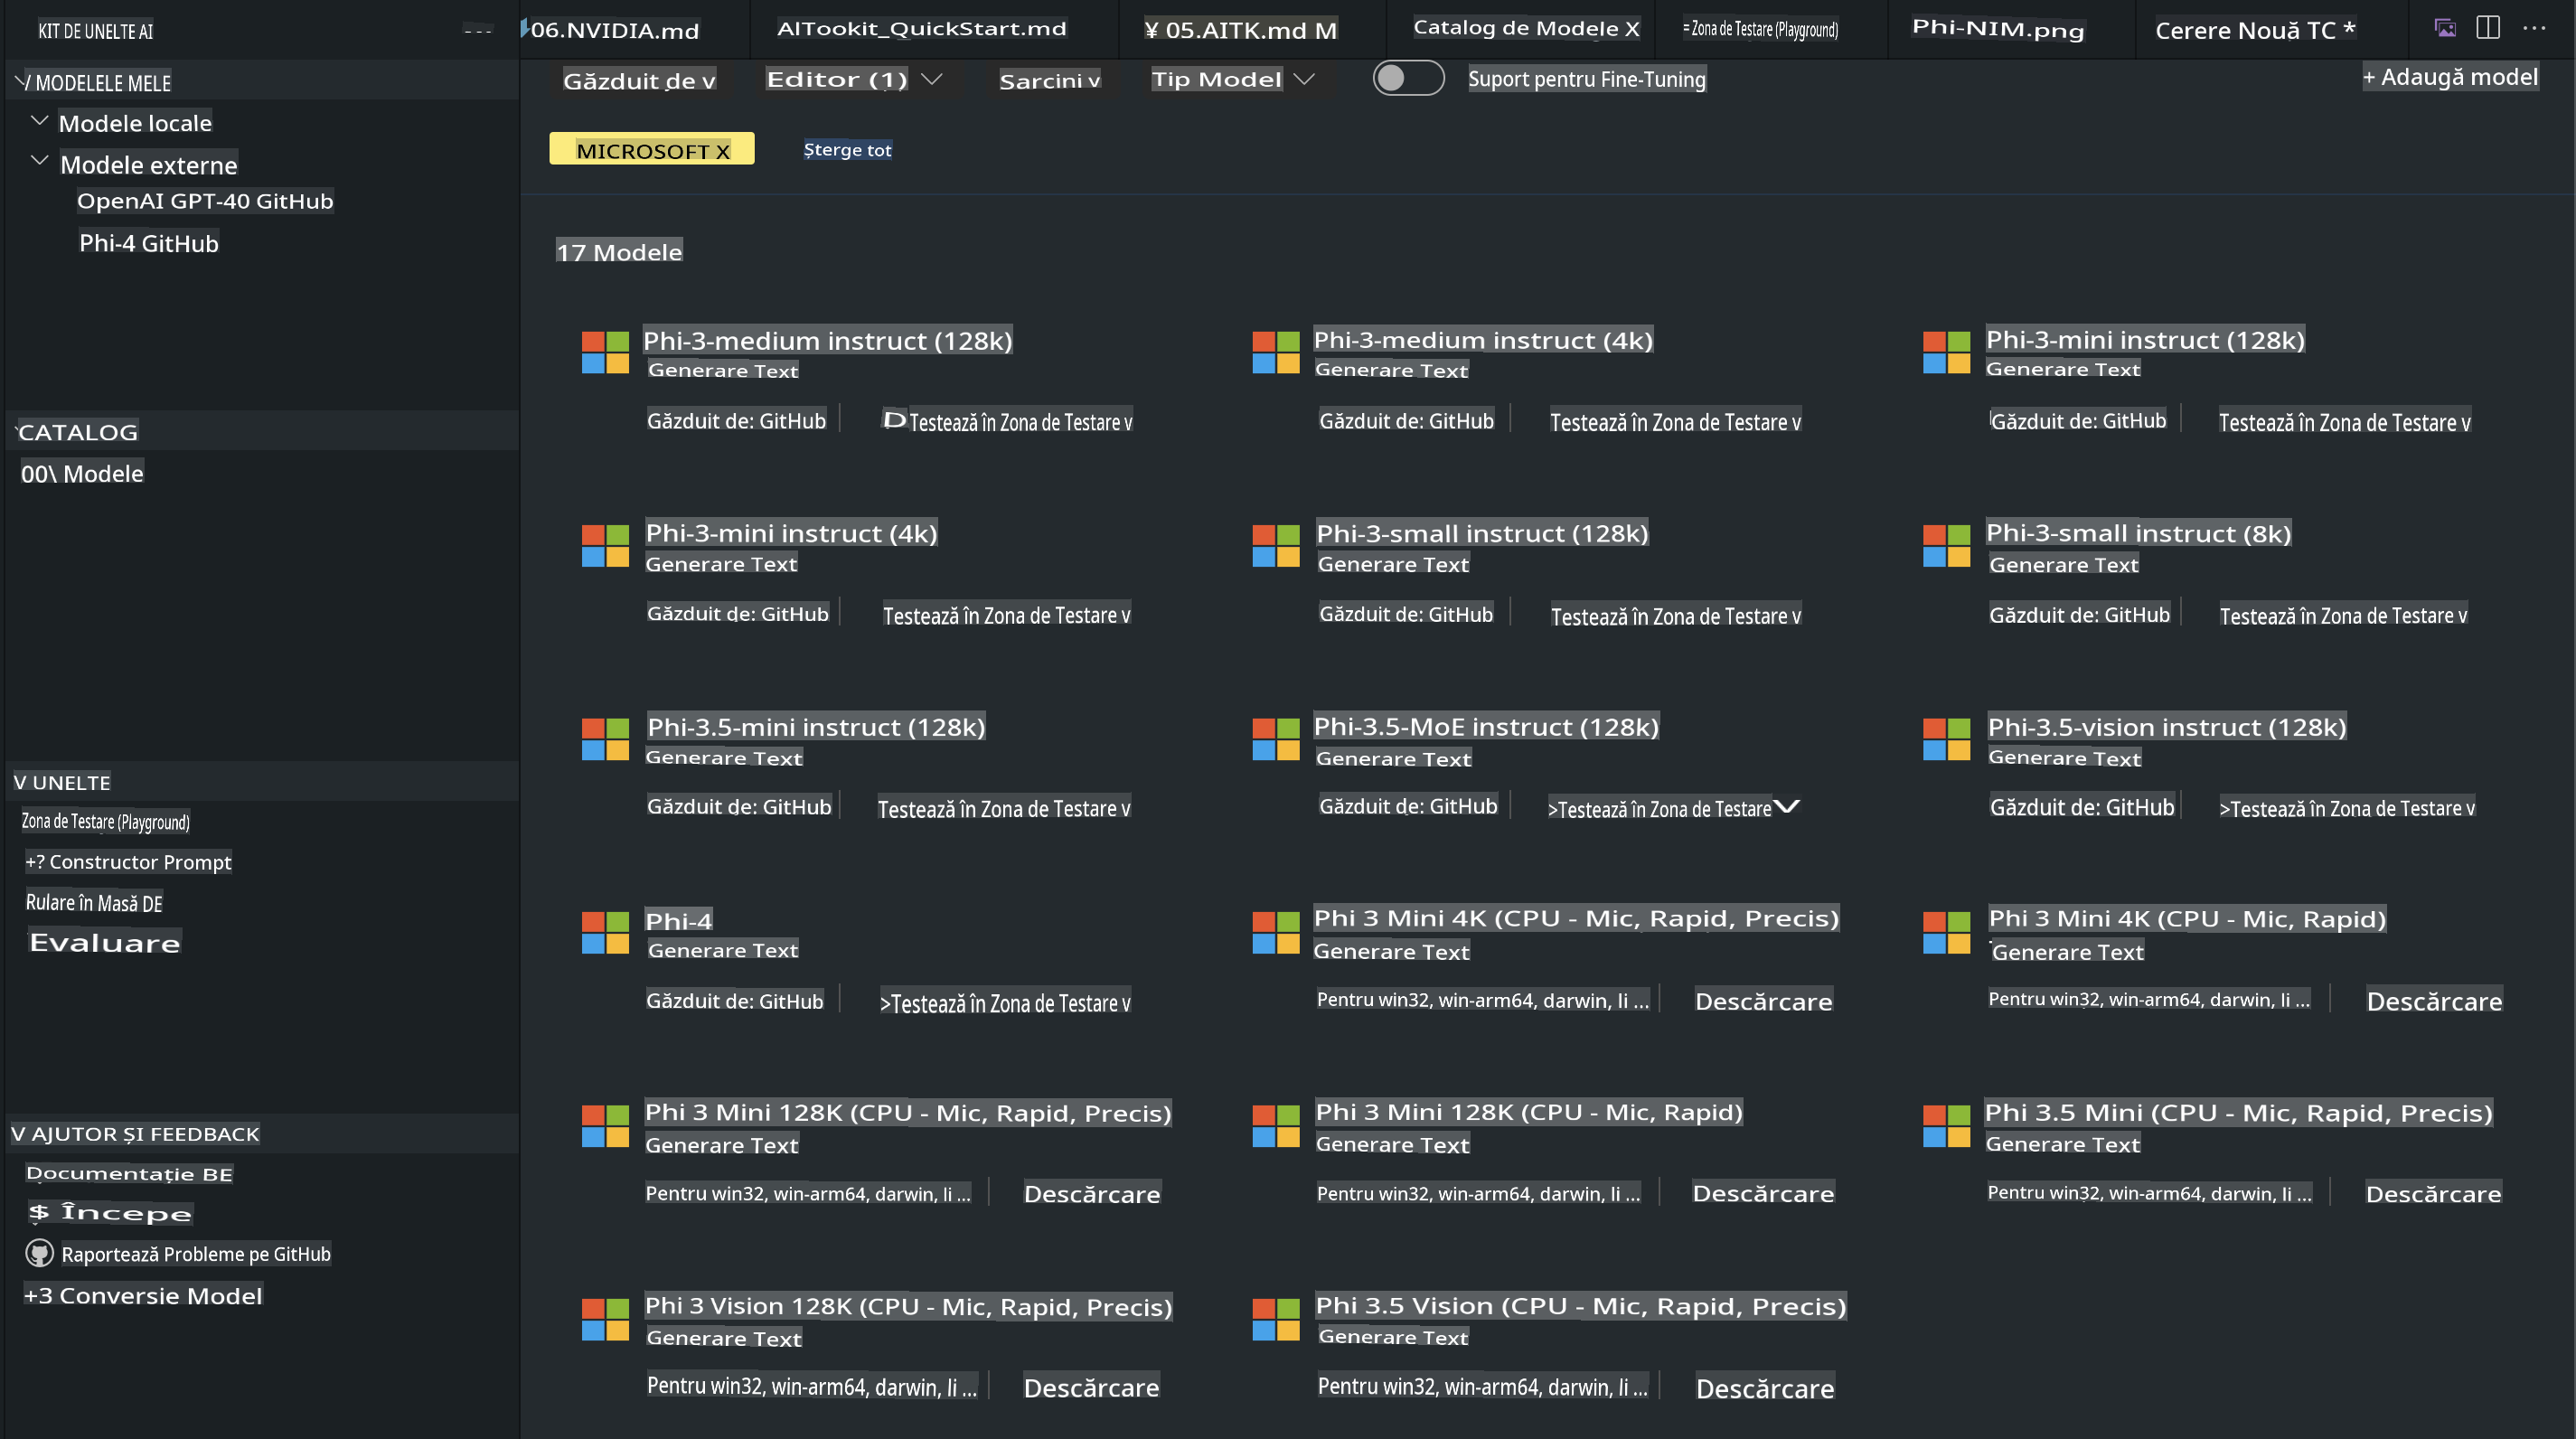 KIT DE UNELTE AI
06.NVIDIA.md
AITookit_QuickStart.md
¥ 05.AITK.md M
Catalog de Modele X
=Zona de Testare (Playground)
Phi-NIM.png
Cerere Nouă TC *
MODELELE MELE
Modele locale
Modele externe
OpenAI GPT-40 GitHub
Phi-4 GitHub
CATALOG
00\ Modele
V UNELTE
Zona de Testare (Playground)
+? Constructor Prompt
Rulare în Masă DE
Evaluare
V AJUTOR ȘI FEEDBACK
Documentație BE
$ Începe
Raportează Probleme pe GitHub
+3 Conversie Model
Găzduit de v
Editor (1)
Sarcini v
Tip Model
Suport pentru Fine-Tuning
+ Adaugă model
MICROSOFT X
Șterge tot
17 Modele
Phi-3-medium instruct (128k)
Generare Text
Găzduit de: GitHub
D Testează în Zona de Testare v
Phi-3-medium instruct (4k)
Generare Text
Găzduit de: GitHub
Testează în Zona de Testare v
Phi-3-mini instruct (128k)
Generare Text
Găzduit de: GitHub
Testează în Zona de Testare v
Phi-3-mini instruct (4k)
Generare Text
Găzduit de: GitHub
Testează în Zona de Testare v
Phi-3-small instruct (128k)
Generare Text
Găzduit de: GitHub
Testează în Zona de Testare v
Phi-3-small instruct (8k)
Generare Text
Găzduit de: GitHub
Testează în Zona de Testare v
Phi-3.5-mini instruct (128k)
Generare Text
Găzduit de: GitHub
Testează în Zona de Testare v
Phi-3.5-MoE instruct (128k)
Generare Text
Găzduit de: GitHub
>Testează în Zona de Testare
Phi-3.5-vision instruct (128k)
Generare Text
Găzduit de: GitHub
>Testează în Zona de Testare v
Phi-4
Generare Text
Găzduit de: GitHub
>Testează în Zona de Testare v
Phi 3 Mini 4K (CPU - Mic, Rapid, Precis)
Generare Text
Pentru win32, win-arm64, darwin, li ...
Descărcare
Phi 3 Mini 4K (CPU - Mic, Rapid)
Generare Text
Pentru win32, win-arm64, darwin, li ...
Descărcare
Phi 3 Mini 128K (CPU - Mic, Rapid, Precis)
Generare Text
Pentru win32, win-arm64, darwin, li ...
Descărcare
Phi 3 Mini 128K (CPU - Mic, Rapid)
Generare Text
Pentru win32, win-arm64, darwin, li ...
Descărcare
Phi 3.5 Mini (CPU - Mic, Rapid, Precis)
Generare Text
Pentru win32, win-arm64, darwin, li ...
Descărcare
Phi 3 Vision 128K (CPU - Mic, Rapid, Precis)
Generare Text
Pentru win32, win-arm64, darwin, li ...
Descărcare
Phi 3.5 Vision (CPU - Mic, Rapid, Precis)
Generare Text
Pentru win32, win-arm64, darwin, li ...
Descărcare